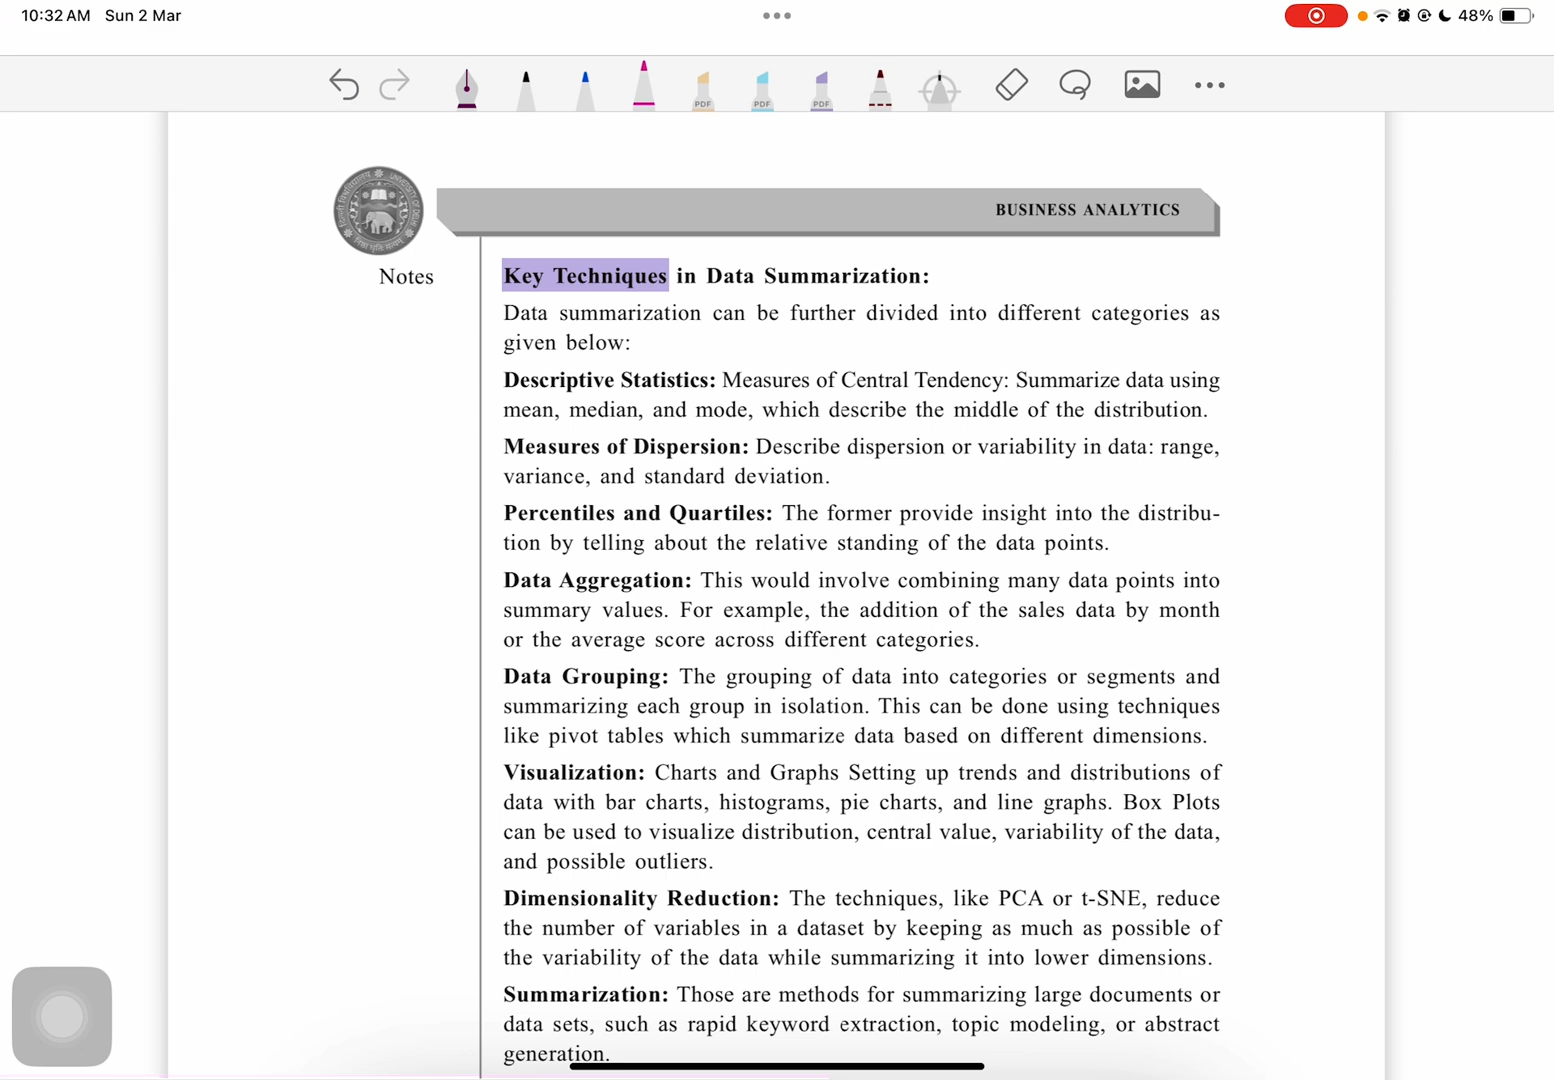 10:32 AM Sun 2 Mar
48%
PDF PDF PDF
BUSINESS ANALYTICS
Notes
Key Techniques in Data Summarization:
Data summarization can be further divided into different categories as
given below:
Descriptive Statistics: Measures of Central Tendency: Summarize data using
mean, median, and mode, which describe the middle of the distribution.
Measures of Dispersion: Describe dispersion or variability in data: range,
variance, and standard deviation.
Percentiles and Quartiles: The former provide insight into the distribu-
tion by telling about the relative standing of the data points.
Data Aggregation: This would involve combining many data points into
summary values. For example, the addition of the sales data by month
or the average score across different categories.
Data Grouping: The grouping of data into categories or segments and
summarizing each group in isolation. This can be done using techniques
like pivot tables which summarize data based on different dimensions.
Visualization: Charts and Graphs Setting up trends and distributions of
data with bar charts, histograms, pie charts, and line graphs. Box Plots
can be used to visualize distribution, central value, variability of the data,
and possible outliers.
Dimensionality Reduction: The techniques, like PCA or t-SNE, reduce
the number of variables in a dataset by keeping as much as possible of
the variability of the data while summarizing it into lower dimensions.
Summarization: Those are methods for summarizing large documents or
data sets, such as rapid keyword extraction, topic modeling, or abstract
generation.